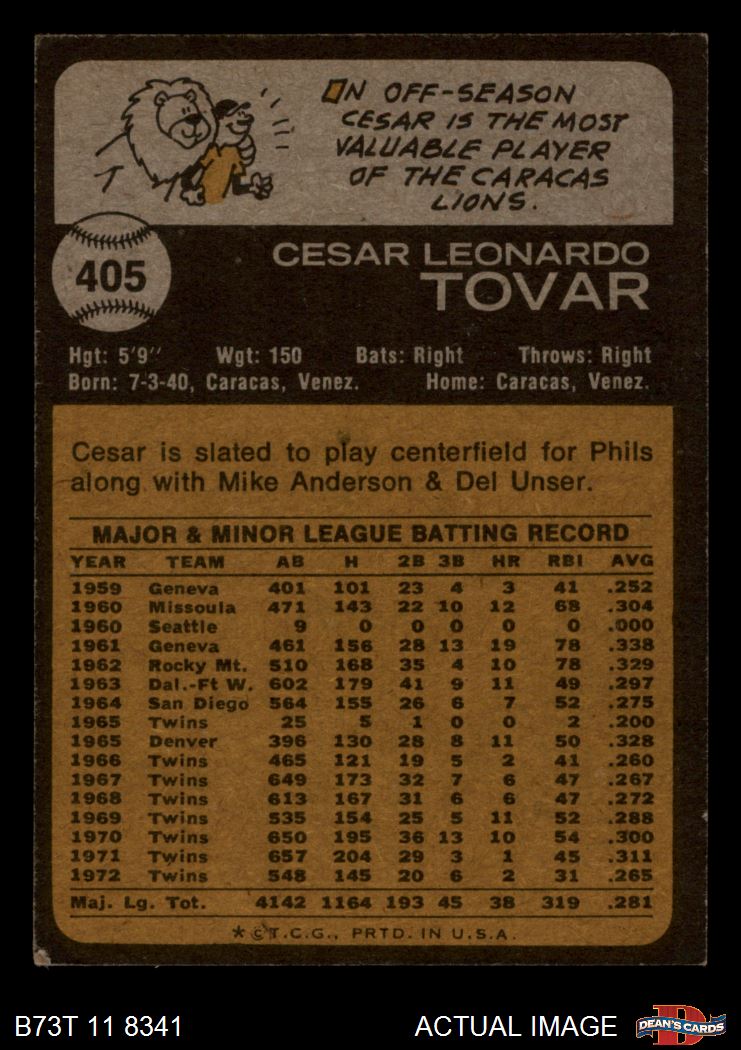 ON OFF-SEASON
CESAR IS THE MOST
VALUABLE PLAYER
OF THE CARACAS
LIONS.
405
CESAR LEONARDO
TOVAR
Hgt: 5'9" Wgt: 150 Bats: Right Throws: Right
Born: 7-3-40, Caracas, Venez. Home: Caracas, Venez.
Cesar is slated to play centerfield for Phils
along with Mike Anderson & Del Unser.
MAJOR & MINOR LEAGUE BATTING RECORD
YEAR TEAM AB H 2B 3B HR RBI AVG
1959 Geneva 401 101 23 4 3 41 .252
1960 Missoula 471 143 22 10 12 68 .304
1960 Seattle 9 0 0 0 0 0 .000
1961 Geneva 461 156 28 13 19 78 .338
1962 Rocky Mt. 510 168 35 4 10 78 .329
1963 Dal.-Ft W. 602 179 41 9 11 49 .297
1964 San Diego 564 155 26 6 7 52 .275
1965 Twins 25 5 1 0 0 2 .200
1965 Denver 396 130 28 8 11 50 .328
1966 Twins 465 121 19 5 2 41 .260
1967 Twins 649 173 32 7 6 47 .267
1968 Twins 613 167 31 6 6 47 .272
1969 Twins 535 154 25 5 11 52 .288
1970 Twins 650 195 36 13 10 54 .300
1971 Twins 657 204 29 3 1 45 .311
1972 Twins 548 145 20 6 2 31 .265
Maj. Lg. Tot. 4142 1164 193 45 38 319 .281
*©T.C.G., PRTD. IN U.S.A.
B73T 11 8341 ACTUAL IMAGE
D
DEAN'S CARDS